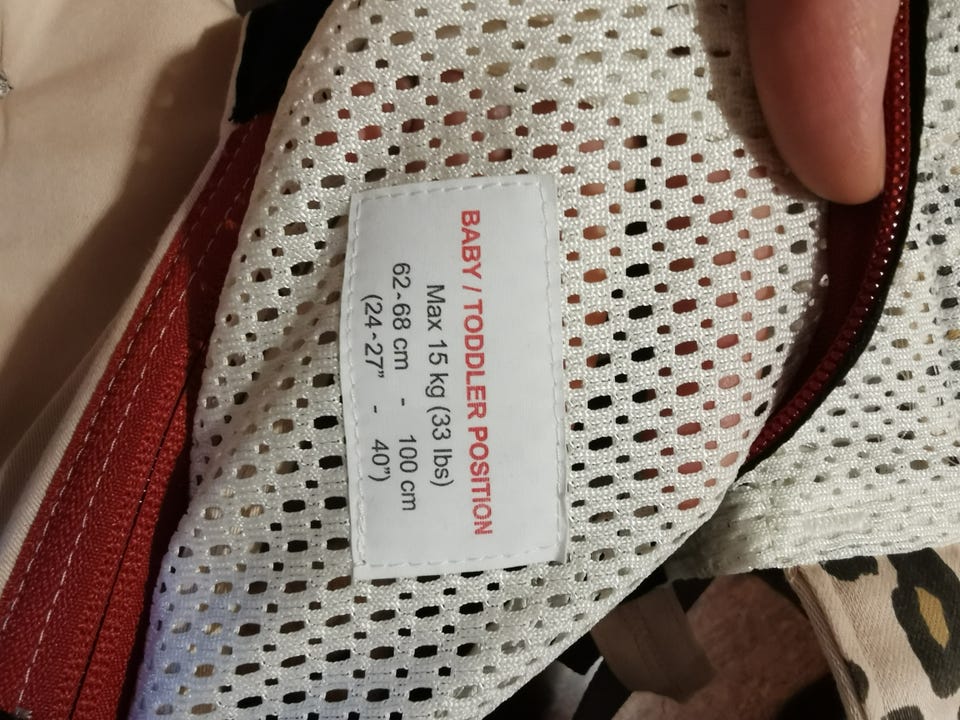 BABY / TODDLER POSITION
Max 15 kg (33 lbs)
62-68 cm - 100 cm
(24-27” - 40”)